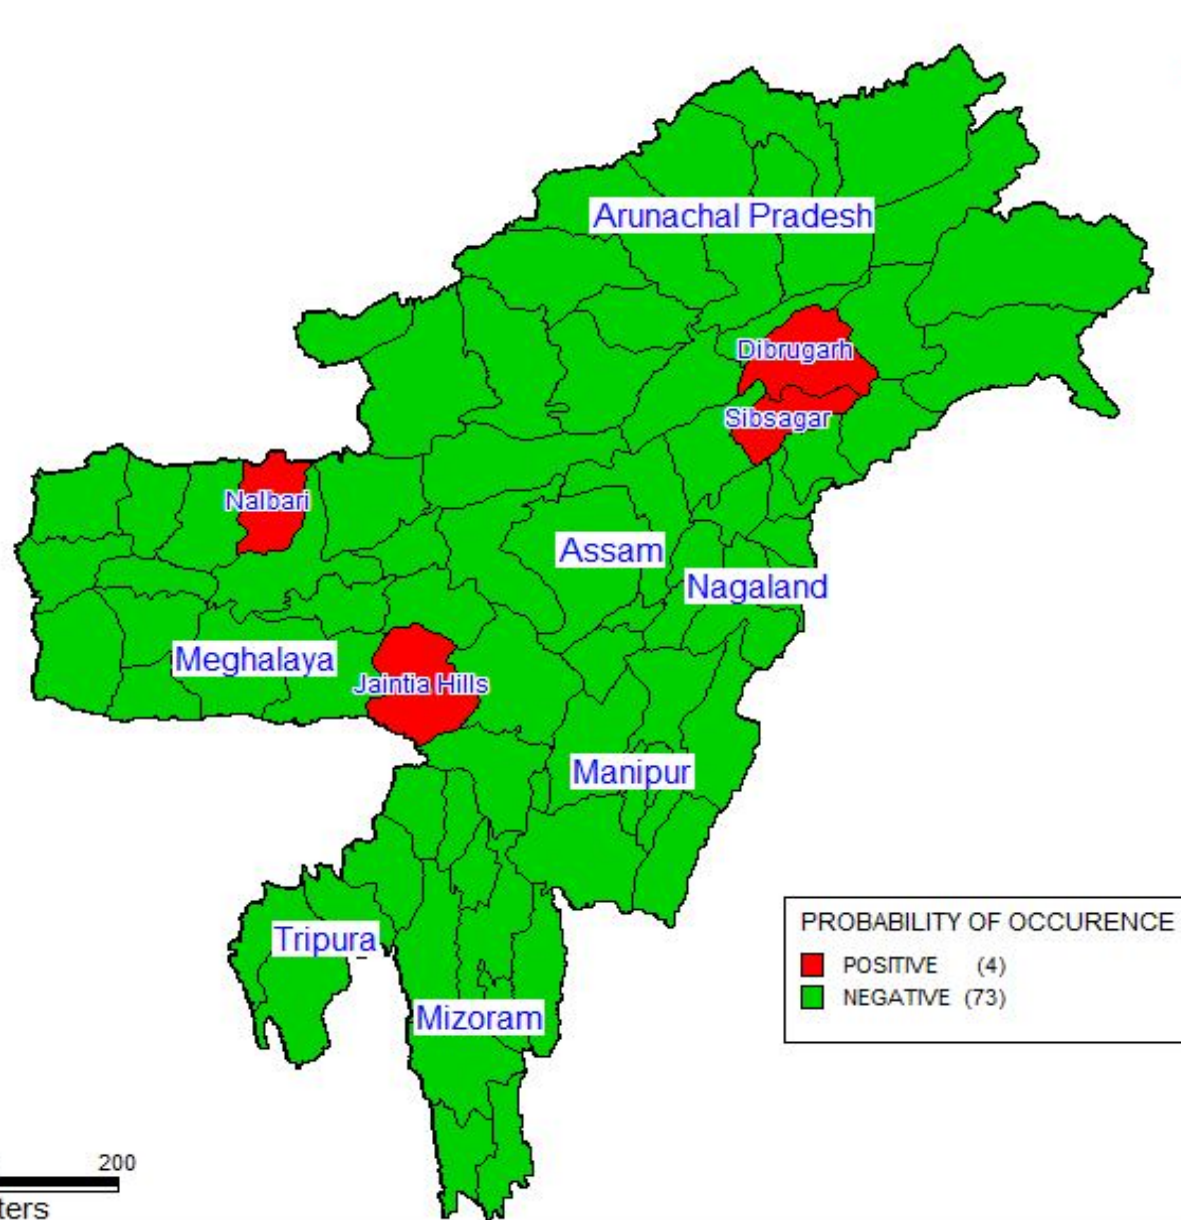 Arunachal Pradesh
Dibrugarh
Sibsagar
Nalbari
Assam
Nagaland
Meghalaya
Jaintia Hills
Manipur
PROBABILITY OF OCCURENCE
POSITIVE (4)
NEGATIVE (73)
Tripura
Mizoram
200
ters